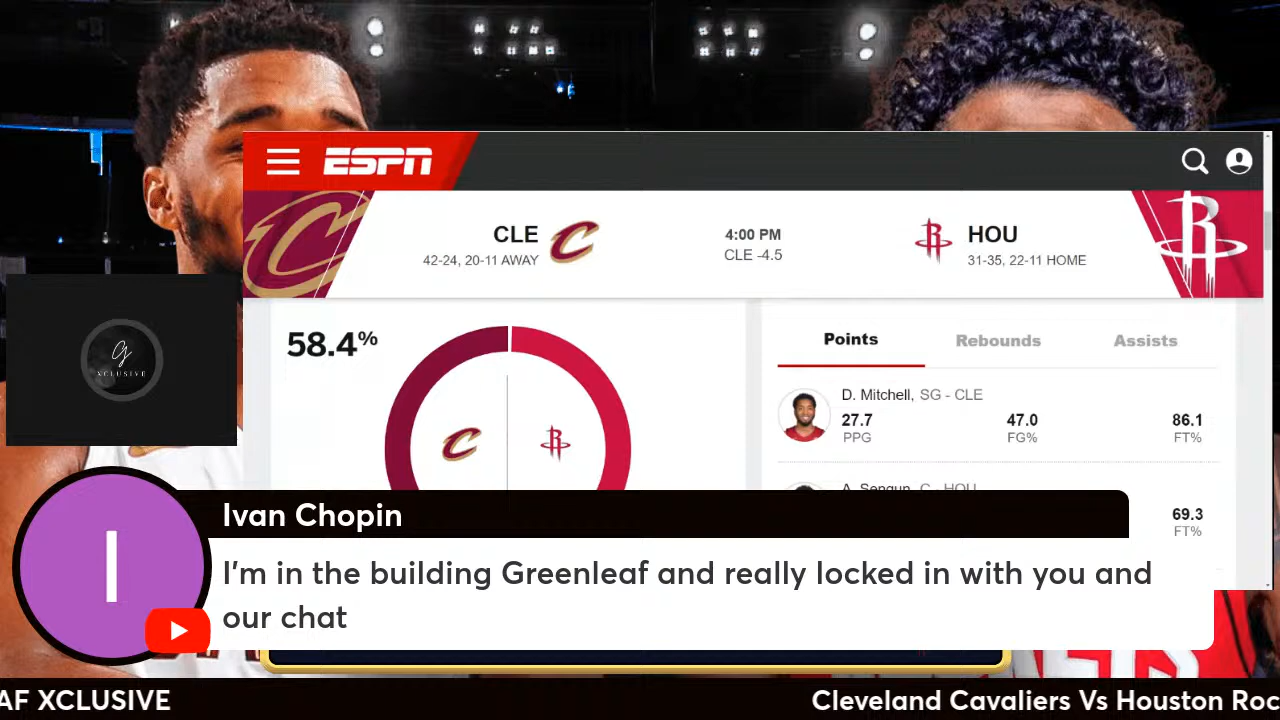 ESPN
CLE
42-24, 20-11 AWAY
4:00 PM
CLE -4.5
HOU
31-35, 22-11 HOME
58.4%
Points
Rebounds
Assists
D. Mitchell, SG - CLE
27.7
47.0
86.1
PPG
FG%
FT%
A. Sengun, C - HOU
69.3
FT%
XCLUSIVE
Ivan Chopin
I
I'm in the building Greenleaf and really locked in with you and
our chat
AF XCLUSIVE
Cleveland Cavaliers Vs Houston Roc